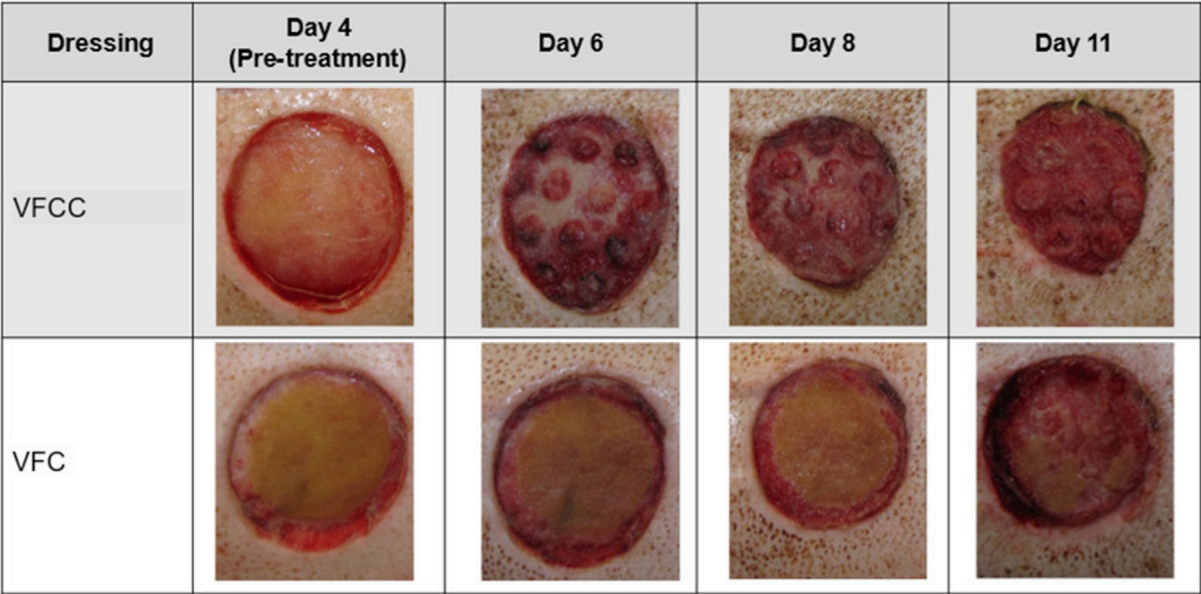 Dressing
Day 4
(Pre-treatment)
Day 6
Day 8
Day 11
VFCC
VFC